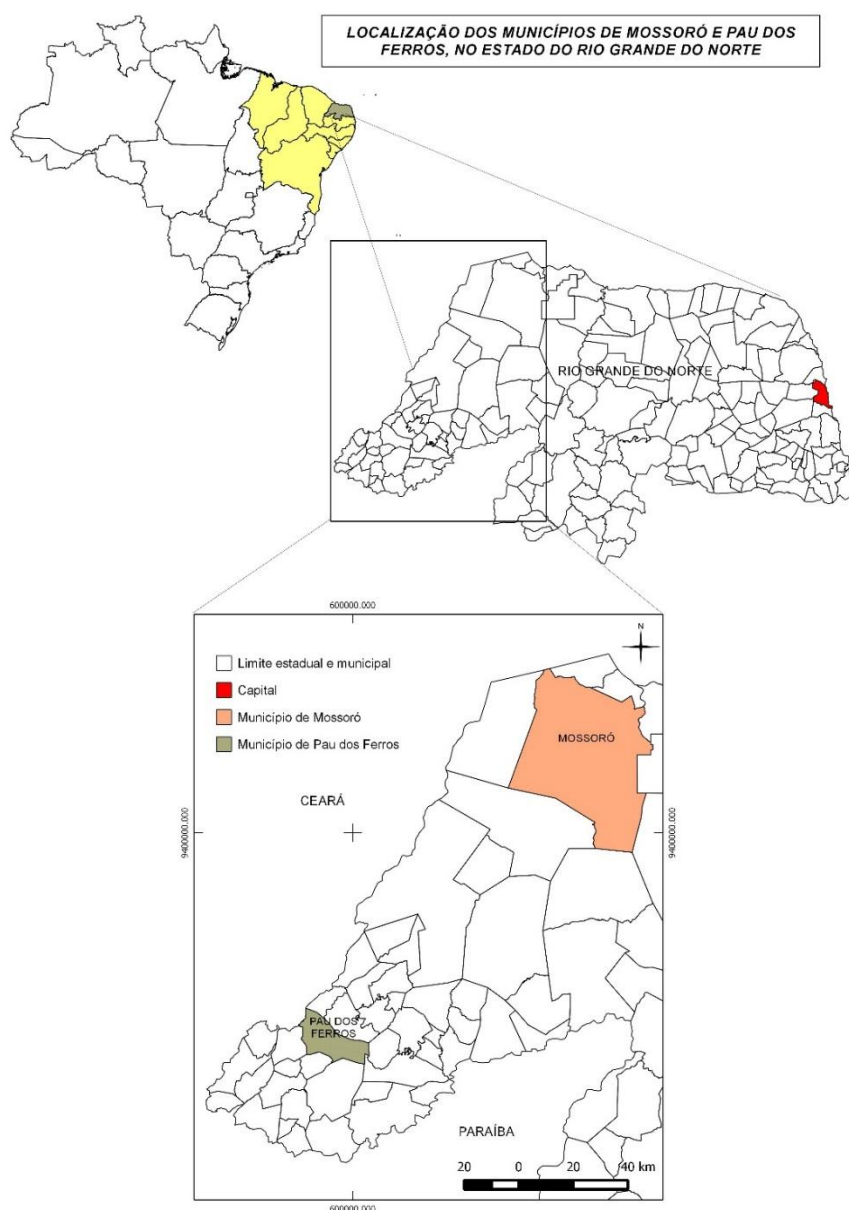 LOCALIZAÇÃO DOS MUNICÍPIOS DE MOSSORÓ E PAU DOS
FERROS, NO ESTADO DO RIO GRANDE DO NORTE
RIO GRANDE DO NORTE
600000.000
N
Limite estadual e municipal
Capital
Município de Mossoró
Município de Pau dos Ferros
MOSSORÓ
CEARÁ
9400000.000
9400000.000
PAU DOS
FERROS
PARAÍBA
20 0 20 40 km
600000.000